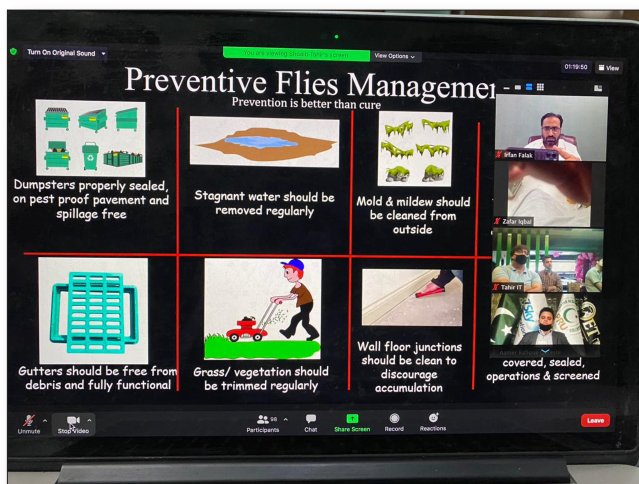 Turn On Original Sound
You are viewing
screen
View Options
01:19:50
View
Preventive Flies Managemen
Prevention is better than cure
Dumpsters properly sealed,
on pest proof pavement and
spillage free
Stagnant water should be
removed regularly
Mold & mildew should
be cleaned from
outside
Irfan Falak
Zafar Iqbal
Tahir IT
Gutters should be free from
debris and fully functional
Grass/ vegetation should
be trimmed regularly
Wall floor junctions
should be clean to
discourage
accumulation
covered, sealed,
operations & screened
Unmute
Stop Video
98
Participants
Chat
Share Screen
Record
Reactions
Leave